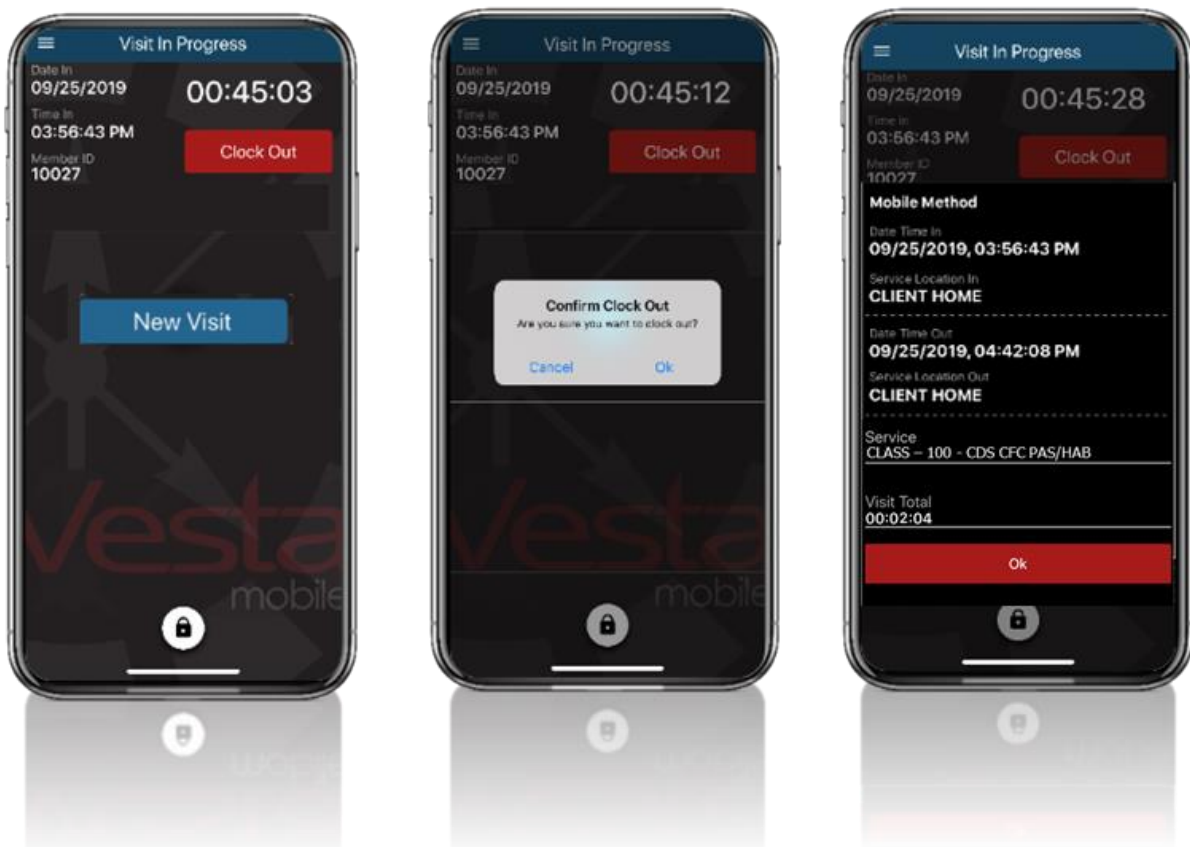 Visit In Progress
Date In
09/25/2019
00:45:03
Time In
03:56:43 PM
Clock Out
Member ID
10027
New Visit
Vesta
mobile
Visit In Progress
Date In
09/25/2019
00:45:12
Time In
03:56:43 PM
Clock Out
Member ID
10027
Confirm Clock Out
Are you sure you want to clock out?
Cancel
Ok
Vesta
mobile
Visit In Progress
Date In
09/25/2019
00:45:28
Time In
03:56:43 PM
Clock Out
Member ID
10027
Mobile Method
Date Time In
09/25/2019, 03:56:43 PM
Service Location In
CLIENT HOME
Date Time Out
09/25/2019, 04:42:08 PM
Service Location Out
CLIENT HOME
Service
CLASS – 100 - CDS CFC PAS/HAB
Visit Total
00:02:04
Ok